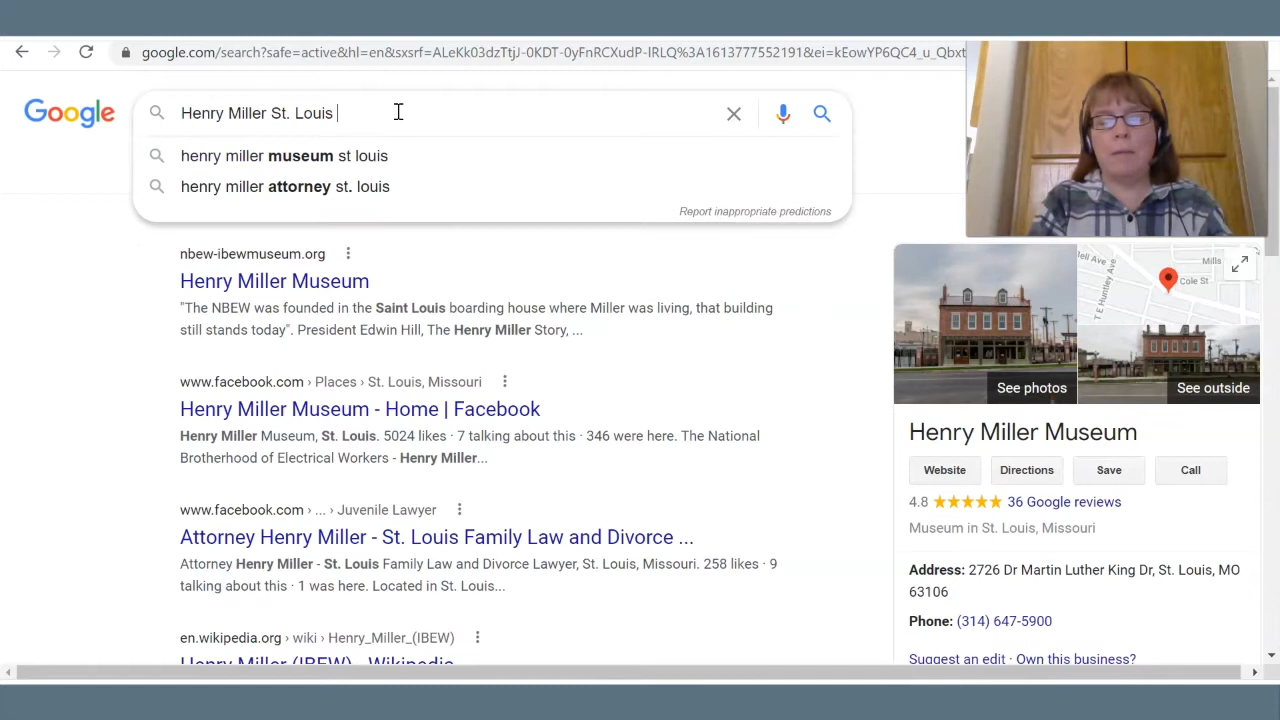 google.com/search?safe=active&hl=en&sxsrf=ALeKk03dzTtjJ-0KDT-0yFnRCXudP-IRLQ%3A1613777552191&ei=kEowYP6QC4_u_Qbxt
Google
Henry Miller St. Louis
henry miller museum st louis
henry miller attorney st. louis
Report inappropriate predictions
nbew-ibewmuseum.org
Henry Miller Museum
"The NBEW was founded in the Saint Louis boarding house where Miller was living, that building
still stands today". President Edwin Hill, The Henry Miller Story, ...
www.facebook.com › Places › St. Louis, Missouri
Henry Miller Museum - Home | Facebook
Henry Miller Museum, St. Louis. 5024 likes · 7 talking about this · 346 were here. The National
Brotherhood of Electrical Workers - Henry Miller...
www.facebook.com › ... › Juvenile Lawyer
Attorney Henry Miller - St. Louis Family Law and Divorce ...
Attorney Henry Miller - St. Louis Family Law and Divorce Lawyer, St. Louis, Missouri. 258 likes · 9
talking about this · 1 was here. Located in St. Louis...
en.wikipedia.org › wiki › Henry_Miller_(IBEW)
Henry Miller (IBEW) - Wikipedia
ell Ave
Mills
T E Huntley Ave
Cole St
See photos
See outside
Henry Miller Museum
Website
Directions
Save
Call
4.8
36 Google reviews
Museum in St. Louis, Missouri
Address: 2726 Dr Martin Luther King Dr, St. Louis, MO
63106
Phone: (314) 647-5900
Suggest an edit · Own this business?